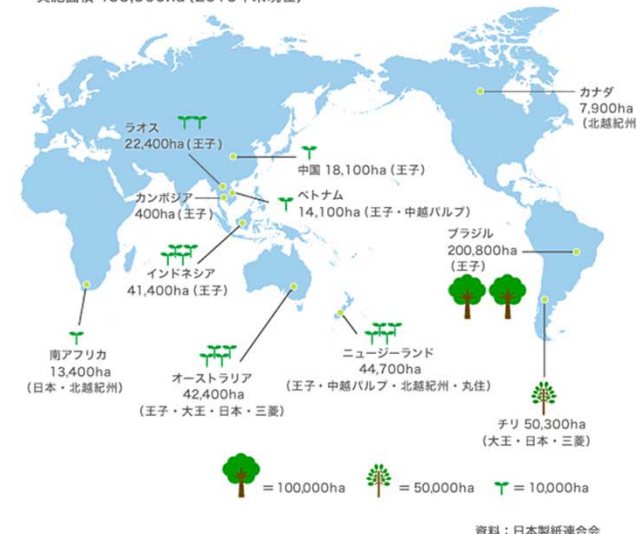 カナダ
7,900ha
(北越紀州
ラオス
22,400ha(王子)
中国 18,100ha(王子)
カンボジア
400ha(王子)
ベトナム
14,100ha(王子・中越パルプ)
ブラジル
200,800ha
(王子)
インドネシア
41,400ha(王子)
南アフリカ
13,400ha
(日本・北越紀州)
オーストラリア
42,400ha
(王子・大王・日本・三菱)
ニュージーランド
44,700ha
(王子・中越パルプ・北越紀州・丸住)
チリ 50,300ha
(大王・日本・三菱)
=100,000ha
=50,000ha
=10,000ha
資料:日本製紙連合会